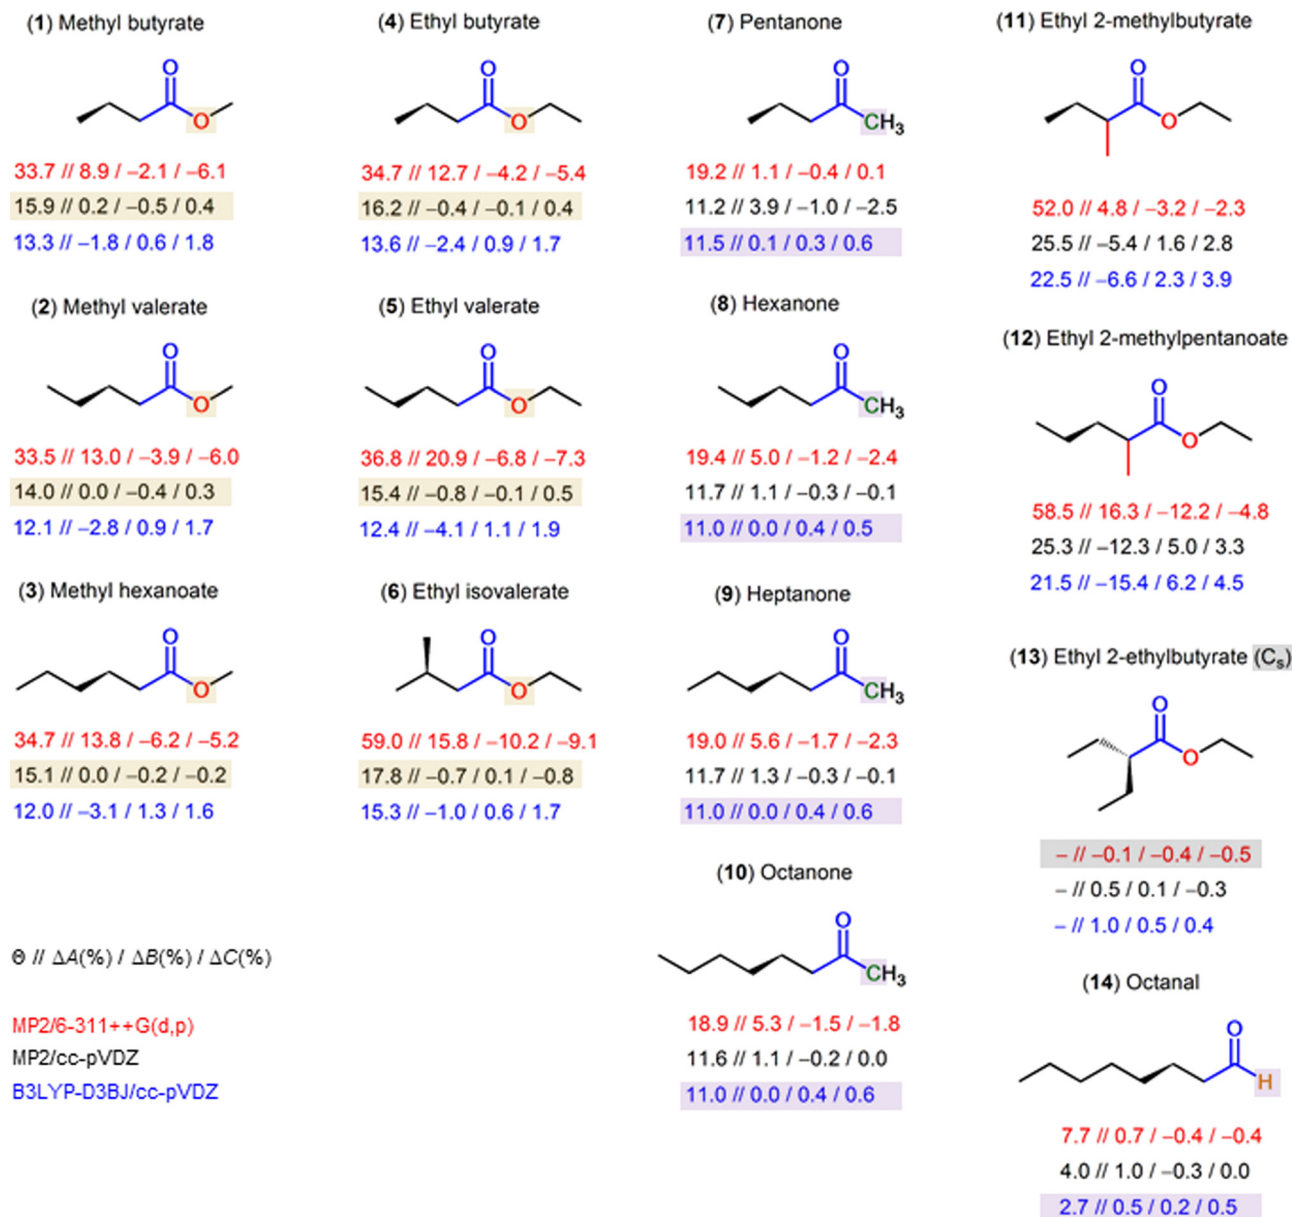 (1) Methyl butyrate
O
O
33.7 // 8.9 / −2.1 / −6.1
15.9 // 0.2 / −0.5 / 0.4
13.3 // −1.8 / 0.6 / 1.8
(2) Methyl valerate
O
O
33.5 // 13.0 / −3.9 / −6.0
14.0 // 0.0 / −0.4 / 0.3
12.1 // −2.8 / 0.9 / 1.7
(3) Methyl hexanoate
O
O
34.7 // 13.8 / −6.2 / −5.2
15.1 // 0.0 / −0.2 / −0.2
12.0 // −3.1 / 1.3 / 1.6
Θ // ΔA(%) / ΔB(%) / ΔC(%)
MP2/6-311++G(d,p)
MP2/cc-pVDZ
B3LYP-D3BJ/cc-pVDZ
(4) Ethyl butyrate
O
O
34.7 // 12.7 / −4.2 / −5.4
16.2 // −0.4 / −0.1 / 0.4
13.6 // −2.4 / 0.9 / 1.7
(5) Ethyl valerate
O
O
36.8 // 20.9 / −6.8 / −7.3
15.4 // −0.8 / −0.1 / 0.5
12.4 // −4.1 / 1.1 / 1.9
(6) Ethyl isovalerate
O
O
59.0 // 15.8 / −10.2 / −9.1
17.8 // −0.7 / 0.1 / −0.8
15.3 // −1.0 / 0.6 / 1.7
(7) Pentanone
O
CH₃
19.2 // 1.1 / −0.4 / 0.1
11.2 // 3.9 / −1.0 / −2.5
11.5 // 0.1 / 0.3 / 0.6
(8) Hexanone
O
CH₃
19.4 // 5.0 / −1.2 / −2.4
11.7 // 1.1 / −0.3 / −0.1
11.0 // 0.0 / 0.4 / 0.5
(9) Heptanone
O
CH₃
19.0 // 5.6 / −1.7 / −2.3
11.7 // 1.3 / −0.3 / −0.1
11.0 // 0.0 / 0.4 / 0.6
(10) Octanone
O
CH₃
18.9 // 5.3 / −1.5 / −1.8
11.6 // 1.1 / −0.2 / 0.0
11.0 // 0.0 / 0.4 / 0.6
(11) Ethyl 2-methylbutyrate
O
O
52.0 // 4.8 / −3.2 / −2.3
25.5 // −5.4 / 1.6 / 2.8
22.5 // −6.6 / 2.3 / 3.9
(12) Ethyl 2-methylpentanoate
O
O
58.5 // 16.3 / −12.2 / −4.8
25.3 // −12.3 / 5.0 / 3.3
21.5 // −15.4 / 6.2 / 4.5
(13) Ethyl 2-ethylbutyrate (Cₛ)
O
O
– // −0.1 / −0.4 / −0.5
– // 0.5 / 0.1 / −0.3
– // 1.0 / 0.5 / 0.4
(14) Octanal
O
H
7.7 // 0.7 / −0.4 / −0.4
4.0 // 1.0 / −0.3 / 0.0
2.7 // 0.5 / 0.2 / 0.5